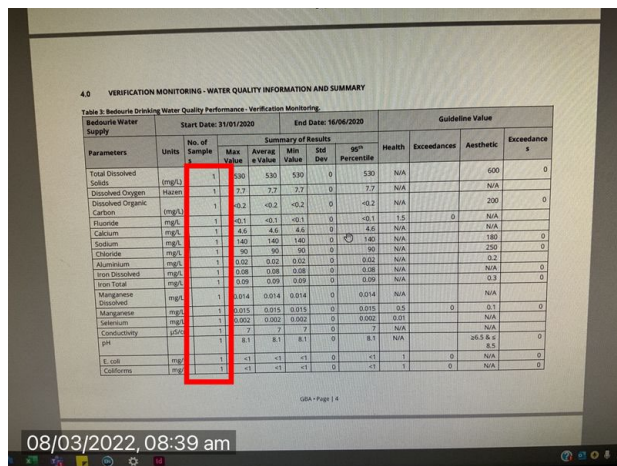 4.0 VERIFICATION MONITORING - WATER QUALITY INFORMATION AND SUMMARY
Table 3: Bedourie Drinking Water Quality Performance - Verification Monitoring.
Bedourie Water Supply Start Date: 31/01/2020 End Date: 16/06/2020 Guideline Value
Summary of Results
Parameters Units No. of Samples Max Value Average Value Min Value Std Dev 95th Percentile Health Exceedances Aesthetic Exceedances
Total Dissolved Solids (mg/L) 1 530 530 530 0 530 N/A 600 0
Dissolved Oxygen Hazen 1 7.7 7.7 7.7 0 7.7 N/A N/A
Dissolved Organic Carbon (mg/L) 1 <0.2 <0.2 <0.2 0 <0.2 N/A 200 0
Fluoride mg/L 1 <0.1 <0.1 <0.1 0 <0.1 1.5 0 N/A
Calcium mg/L 1 4.6 4.6 4.6 0 4.6 N/A N/A
Sodium mg/L 1 140 140 140 0 140 N/A 180 0
Chloride mg/L 1 90 90 90 0 90 N/A 250 0
Aluminium mg/L 1 0.02 0.02 0.02 0 0.02 N/A 0.2
Iron Dissolved mg/L 1 0.08 0.08 0.08 0 0.08 N/A N/A 0
Iron Total mg/L 1 0.09 0.09 0.09 0 0.09 N/A 0.3 0
Manganese Dissolved mg/L 1 0.014 0.014 0.014 0 0.014 N/A N/A
Manganese mg/L 1 0.015 0.015 0.015 0 0.015 0.5 0 0.1 0
Selenium mg/L 1 0.002 0.002 0.002 0 0.002 0.01 N/A
Conductivity µS/c 1 7 7 7 0 7 N/A N/A
pH 1 8.1 8.1 8.1 0 8.1 N/A ≥6.5 & ≤ 8.5 0
E. coli mg/ 1 <1 <1 <1 0 <1 1 0 N/A 0
Coliforms mg/ 1 <1 <1 <1 0 <1 1 0 N/A 0
GDA - Page | 4
08/03/2022, 08:39 am